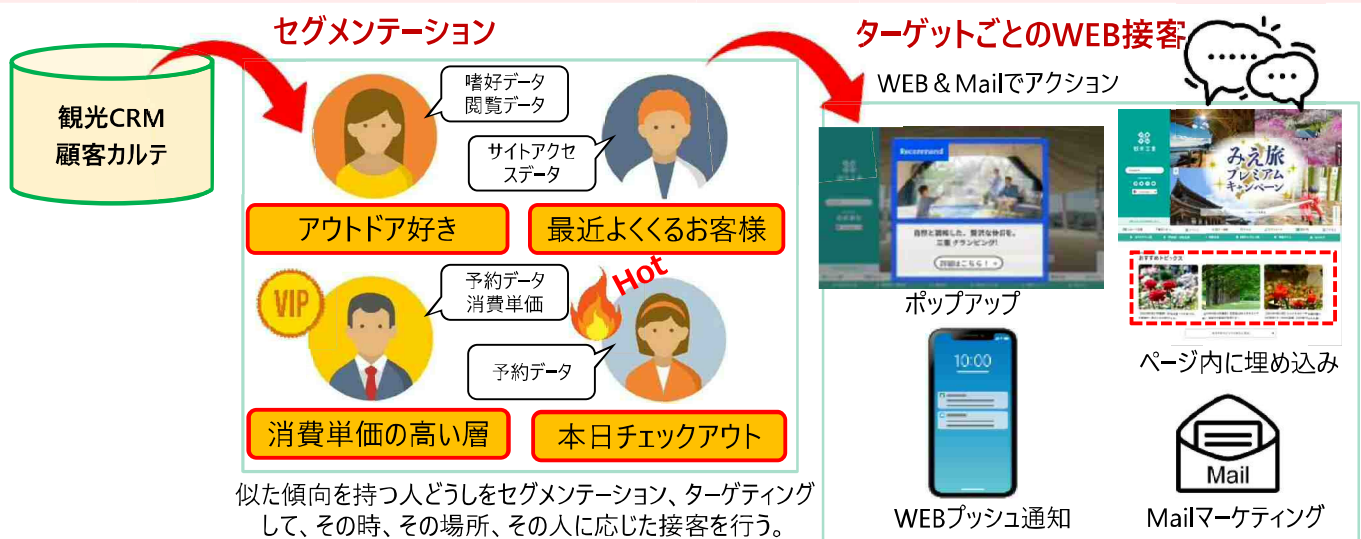 セグメンテーション
ターゲットごとのWEB接客
WEB＆Mailでアクション
観光CRM
顧客カルテ
嗜好データ
閲覧データ
サイトアクセ
スデータ
アウトドア好き
最近よくくるお客様
VIP
予約データ
消費単価
Hot
予約データ
消費単価の高い層
本日チェックアウト
似た傾向を持つ人どうしをセグメンテーション、ターゲティング
して、その時、その場所、その人に応じた接客を行う。
Recommend
自然と調和した、贅沢な休日を。
三重 グランピング!
詳細はこちら!
ポップアップ
みえ旅
プレミアム
キャンペーン
おすすめトピックス
ページ内に埋め込み
10:00
WEBプッシュ通知
Mail
Mailマーケティング